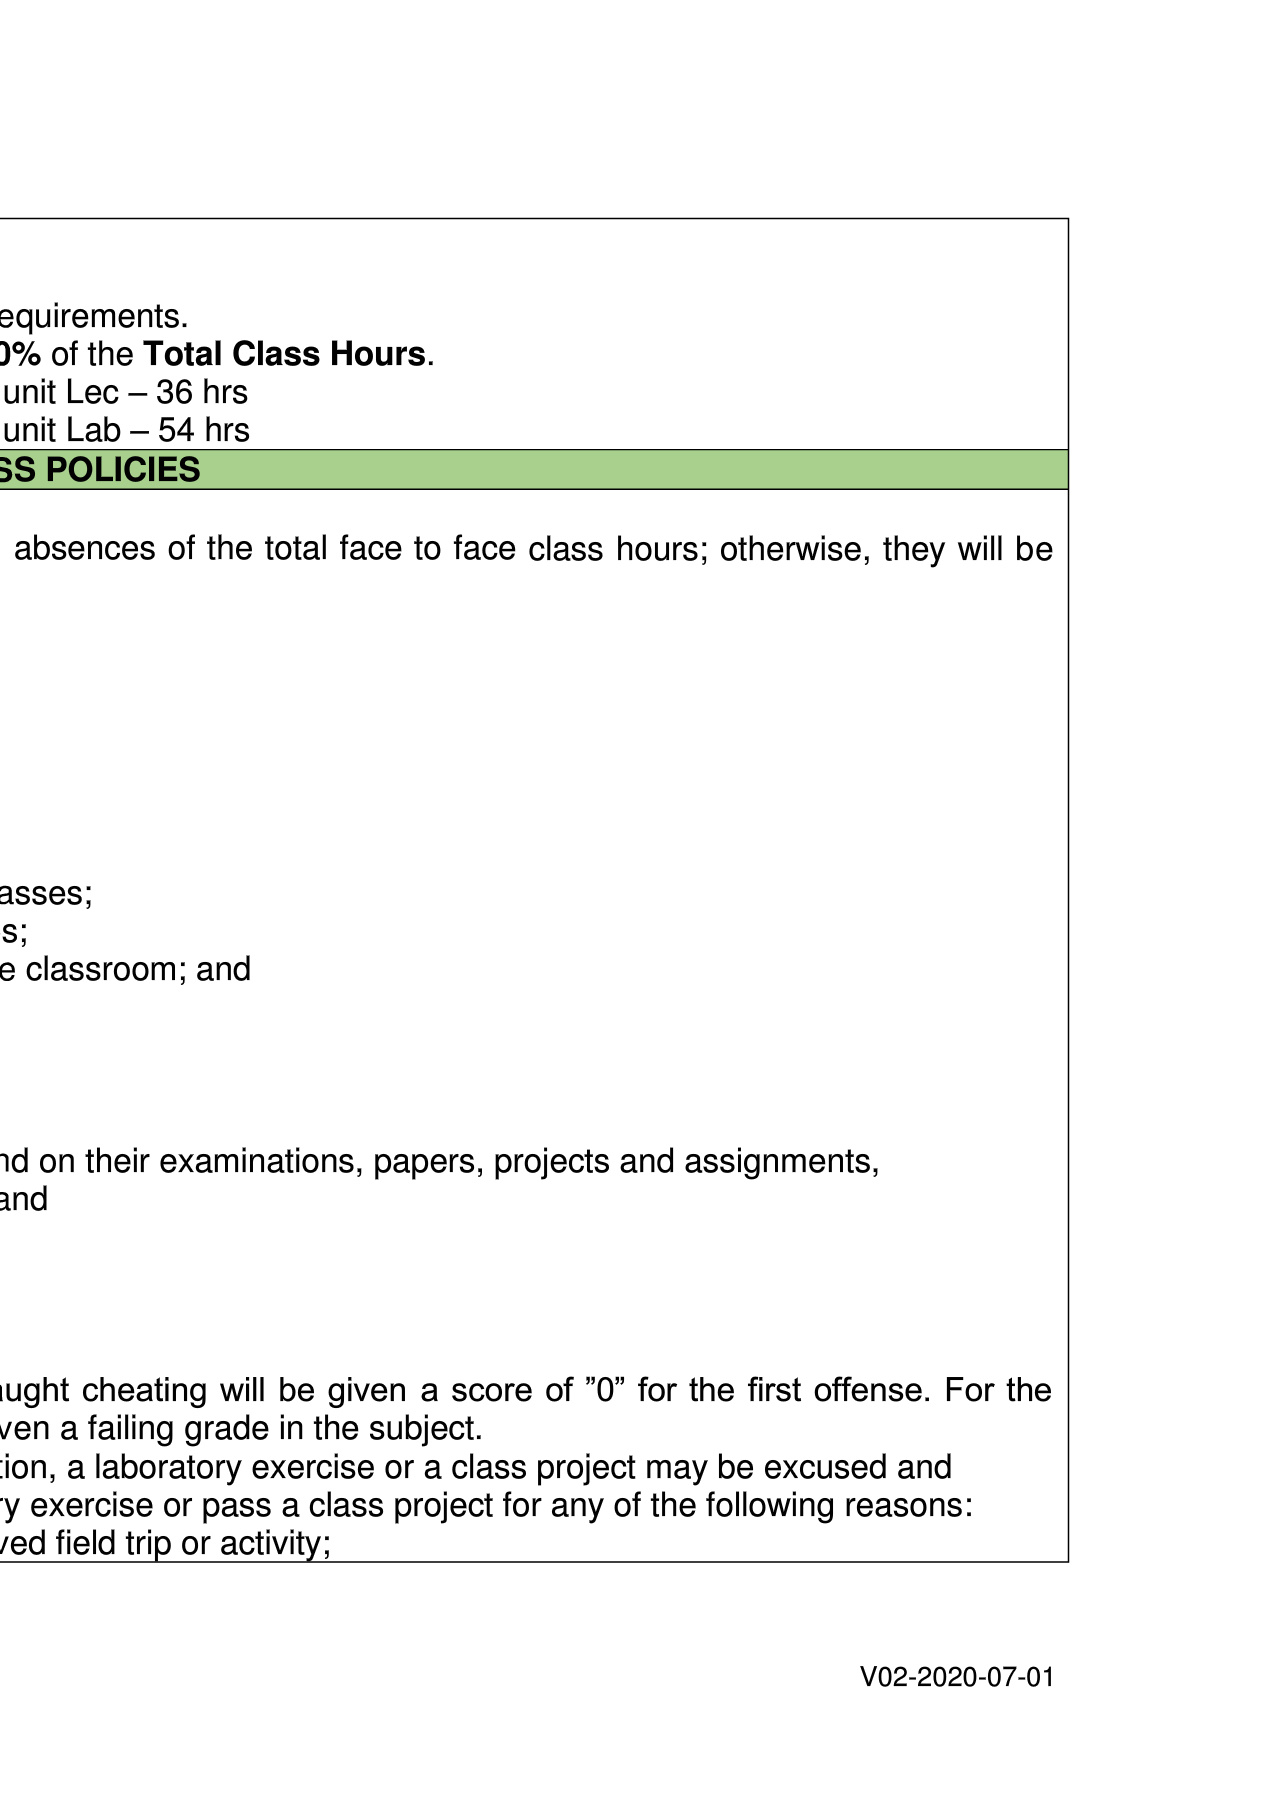 equirements.
0% of the Total Class Hours.
unit Lec – 36 hrs
unit Lab – 54 hrs
SS POLICIES
absences of the total face to face class hours; otherwise, they will be
asses;
s;
e classroom; and
nd on their examinations, papers, projects and assignments,
and
aught cheating will be given a score of ”0” for the first offense. For the
ven a failing grade in the subject.
tion, a laboratory exercise or a class project may be excused and
ry exercise or pass a class project for any of the following reasons:
ved field trip or activity;
V02-2020-07-01